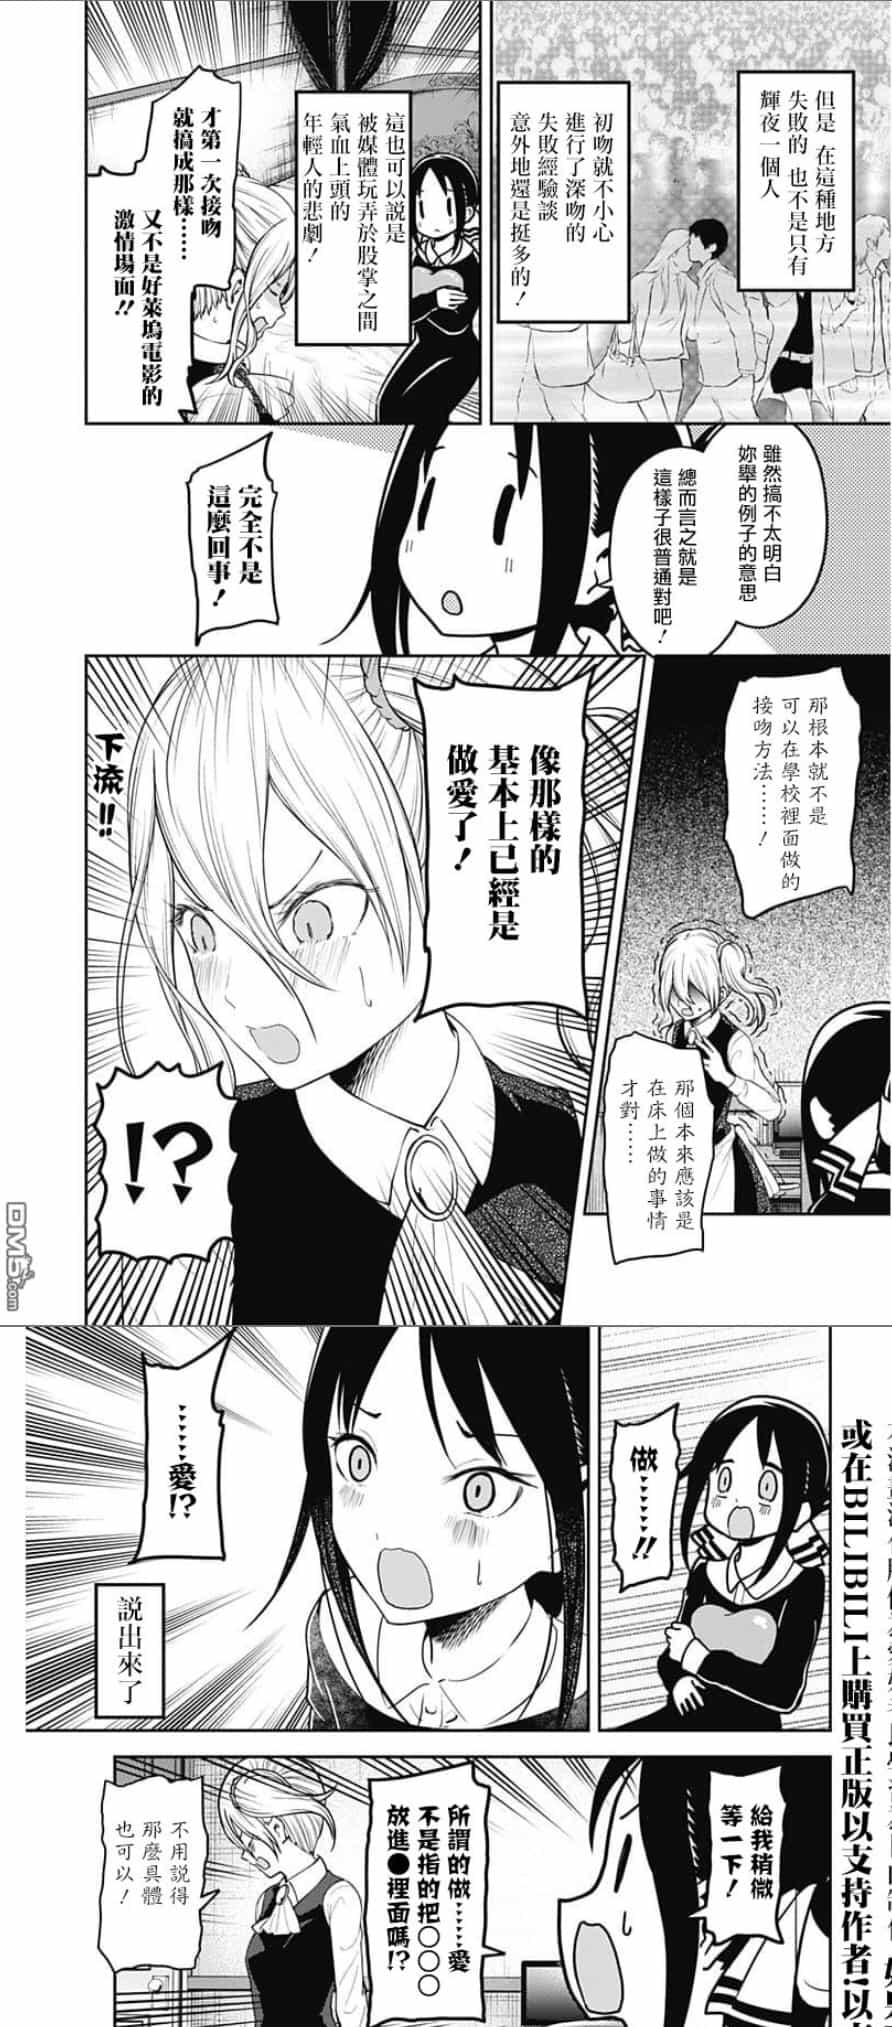 但是 在這種地方
失敗的 也不是只有
輝夜一個人
初吻就不小心
進行了深吻的
失敗經驗談
意外地還是挺多的！
這也可以說是
被媒體玩弄於股掌之間
氣血上頭的
年輕人的悲劇！
才第一次接吻
就搞成那樣……
又不是好萊塢電影的
激情場面!!
雖然搞不太明白
妳舉的例子的意思
總而言之就是
這樣子很普通對吧！
完全不是
這麼回事！
那根本就不是
可以在學校裡面做的
接吻方法……！
那個本來應該是
在床上做的事情
才對……
像那樣的
基本上已經是
做愛了！
下流!!
!?
DM5.com
做……!!
……愛!?
說出來了
或在BILIBILI上購買正版以支持作者!以
給我稍微
等一下！
所謂的做……愛
不是指的把○○○
放進●裡面嗎!?
不用說得
那麼具體
也可以！